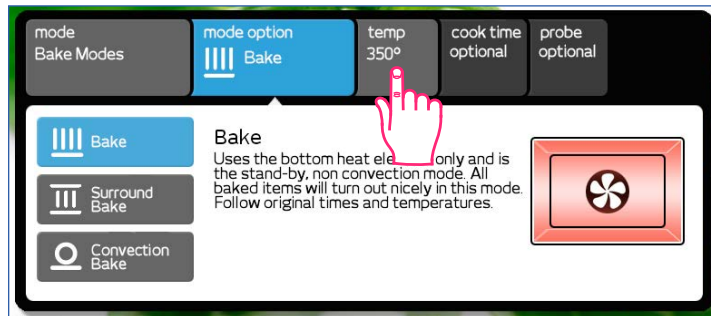 mode
Bake Modes
mode option
Bake
temp
350°
cook time
optional
probe
optional
Bake
Surround
Bake
Convection
Bake
Bake
Uses the bottom heat ele only and is
the stand-by, non convection mode. All
baked items will turn out nicely in this mode.
Follow original times and temperatures.